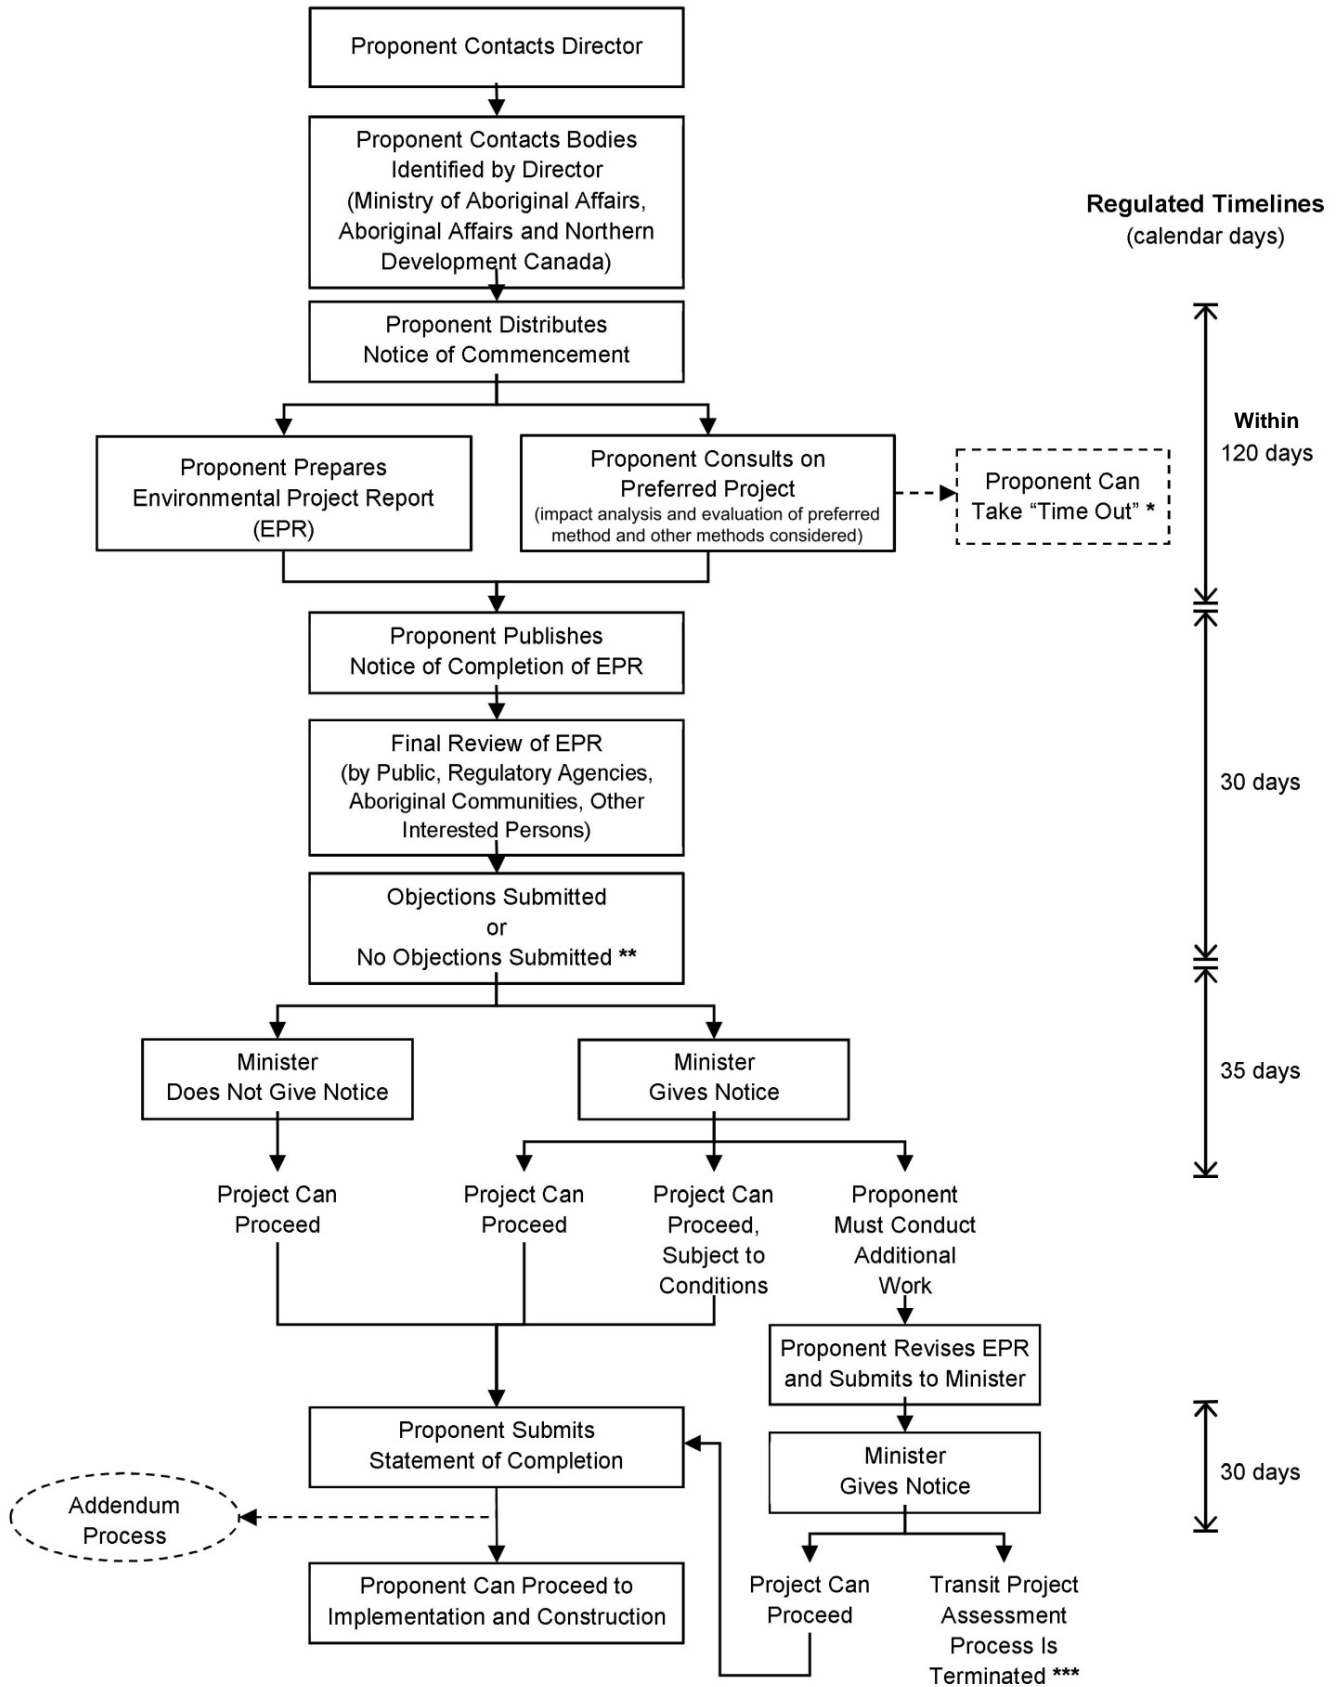 Proponent Contacts Director
Proponent Contacts Bodies
Identified by Director
(Ministry of Aboriginal Affairs,
Aboriginal Affairs and Northern
Development Canada)
Regulated Timelines
(calendar days)
Proponent Distributes
Notice of Commencement
Within
120 days
Proponent Prepares
Environmental Project Report
(EPR)
Proponent Consults on
Preferred Project
(impact analysis and evaluation of preferred
method and other methods considered)
Proponent Can
Take “Time Out” *
Proponent Publishes
Notice of Completion of EPR
Final Review of EPR
(by Public, Regulatory Agencies,
Aboriginal Communities, Other
Interested Persons)
30 days
Objections Submitted
or
No Objections Submitted **
Minister
Does Not Give Notice
Minister
Gives Notice
35 days
Project Can
Proceed
Project Can
Proceed
Project Can
Proceed,
Subject to
Conditions
Proponent
Must Conduct
Additional
Work
Proponent Revises EPR
and Submits to Minister
Proponent Submits
Statement of Completion
Minister
Gives Notice
30 days
Addendum
Process
Proponent Can Proceed to
Implementation and Construction
Project Can
Proceed
Transit Project
Assessment
Process Is
Terminated ***